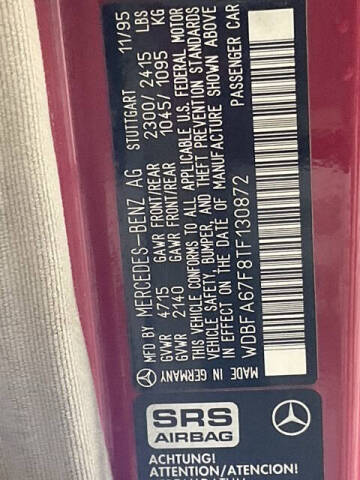 MFD BY MERCEDES-BENZ AG STUTTGART 11/95
GVWR 4715 GAWR FRONT/REAR 2300/2415 LBS
GVWR 2140 GAWR FRONT/REAR 1045/1095 KG
THIS VEHICLE CONFORMS TO ALL APPLICABLE U.S. FEDERAL MOTOR
VEHICLE SAFETY, BUMPER, AND THEFT PREVENTION STANDARDS
IN EFFECT ON THE DATE OF MANUFACTURE SHOWN ABOVE
WDBFA67F8TF130872 PASSENGER CAR
MADE IN GERMANY
SRS
AIRBAG
ACHTUNG!
ATTENTION/ATENCION!